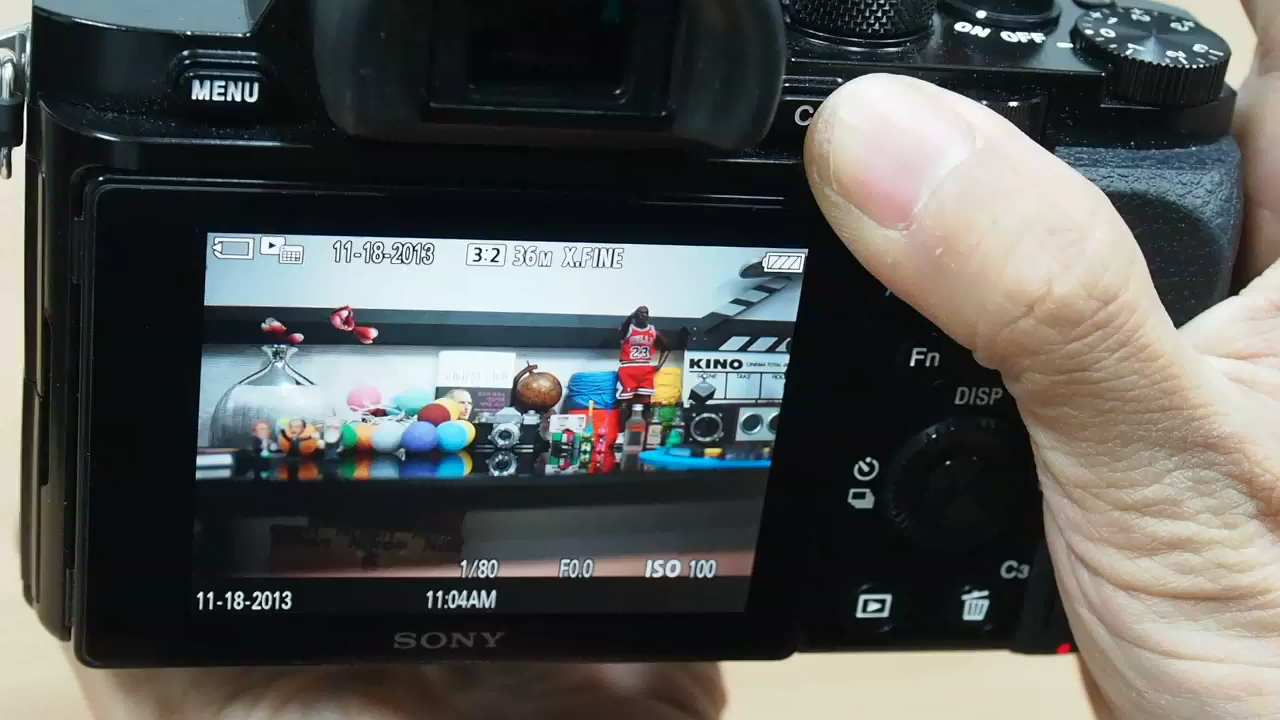 ON OFF
MENU
C
11-18-2013 3:2 36M X.FINE
23
KINO
TAKE
Fn
DISP
1/80 F0.0 ISO 100
C3
11-18-2013 11:04AM
SONY